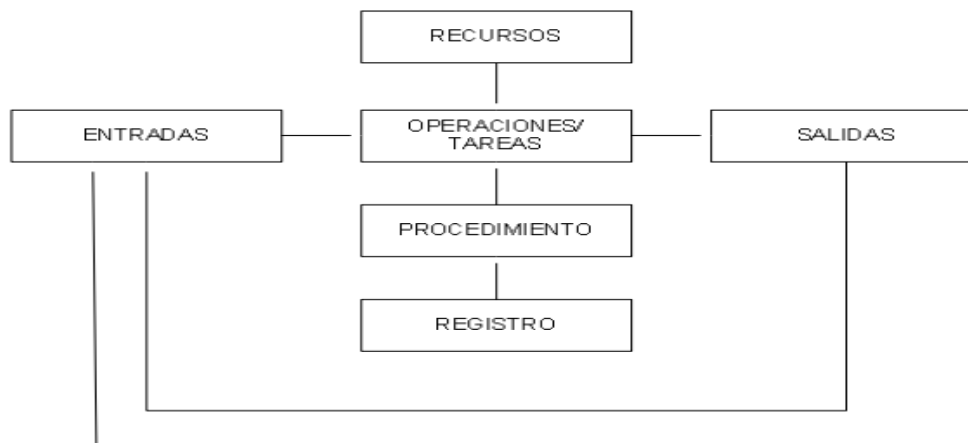 RECURSOS
ENTRADAS
OPERACIONES/
TAREAS
SALIDAS
PROCEDIMIENTO
REGISTRO